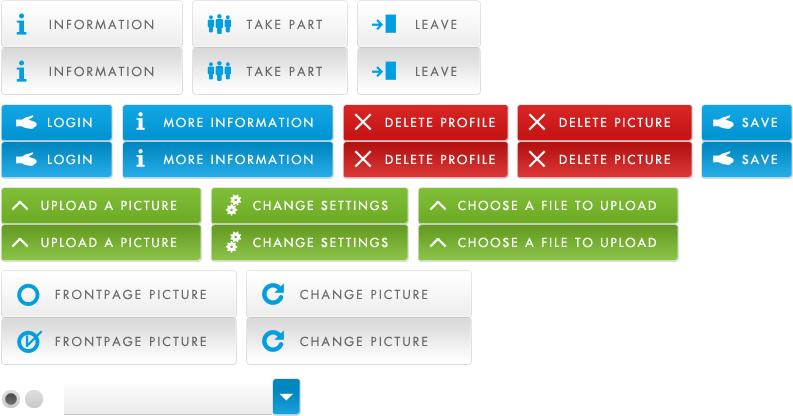 INFORMATION TAKE PART LEAVE
INFORMATION TAKE PART LEAVE
LOGIN MORE INFORMATION DELETE PROFILE DELETE PICTURE SAVE
LOGIN MORE INFORMATION DELETE PROFILE DELETE PICTURE SAVE
UPLOAD A PICTURE CHANGE SETTINGS CHOOSE A FILE TO UPLOAD
UPLOAD A PICTURE CHANGE SETTINGS CHOOSE A FILE TO UPLOAD
FRONTPAGE PICTURE CHANGE PICTURE
FRONTPAGE PICTURE CHANGE PICTURE